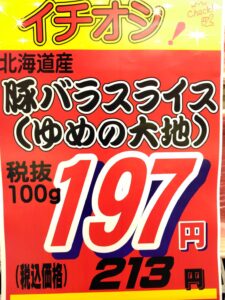 イチオシ!
Check
北海道産
豚バラスライス
(ゆめの大地)
税抜
100g
197円
(税込価格) 213円